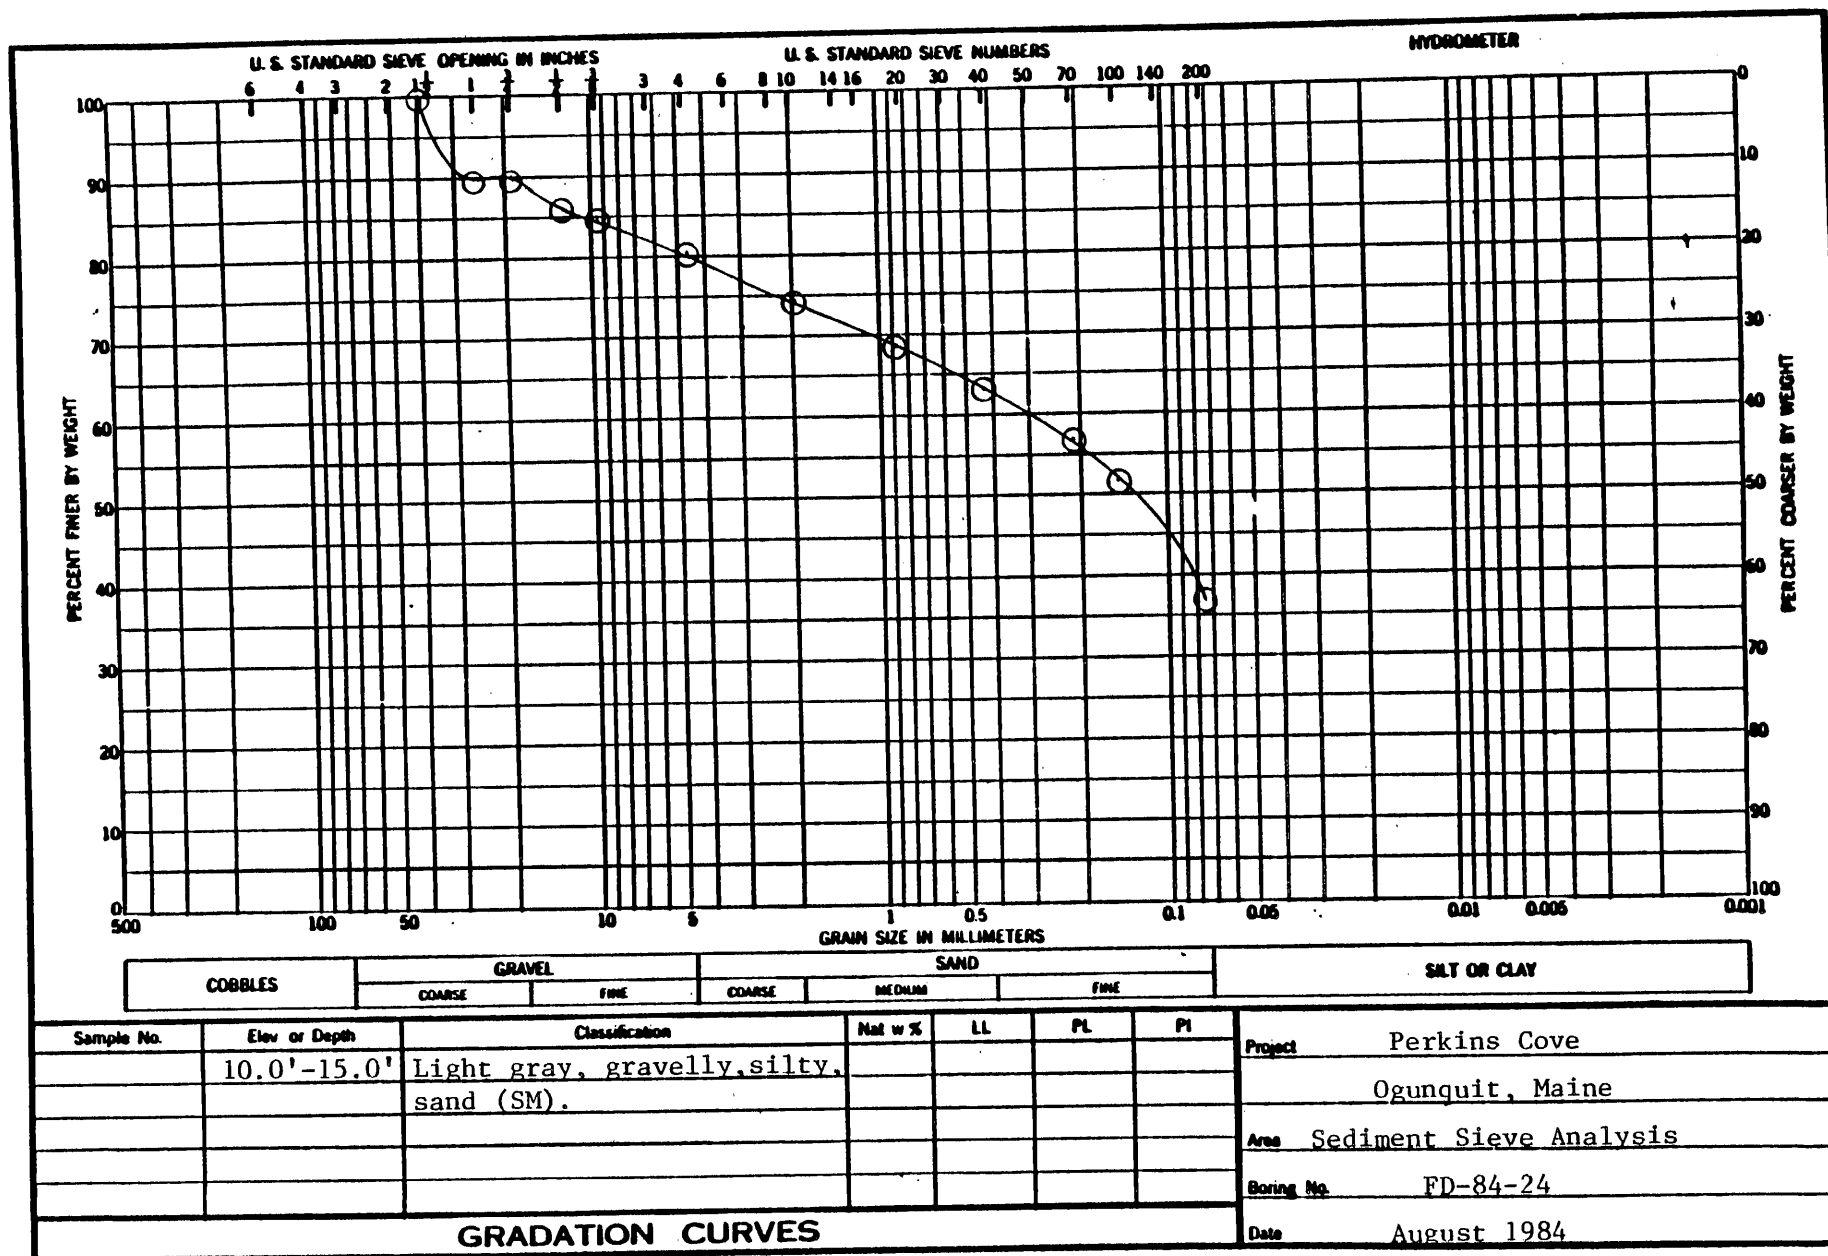 U. S. STANDARD SIEVE OPENING IN INCHES U. S. STANDARD SIEVE NUMBERS HYDROMETER
6 4 3 2 1½ 1 ¾ ½ ⅜ 3 4 6 8 10 14 16 20 30 40 50 70 100 140 200
100 0
90 10
80 20
70 30
60 40
50 50
40 60
30 70
20 80
10 90
0 100
PERCENT FINER BY WEIGHT
PERCENT COARSER BY WEIGHT
500 100 50 10 5 1 0.5 0.1 0.05 0.01 0.005 0.001
GRAIN SIZE IN MILLIMETERS
COBBLES GRAVEL SAND SILT OR CLAY
COARSE FINE COARSE MEDIUM FINE
Sample No. Elev or Depth Classification Nat w % LL PL PI
10.0'-15.0' Light gray, gravelly,silty,
sand (SM).
Project Perkins Cove
Ogunquit, Maine
Area Sediment Sieve Analysis
Boring No. FD-84-24
Date August 1984
GRADATION CURVES